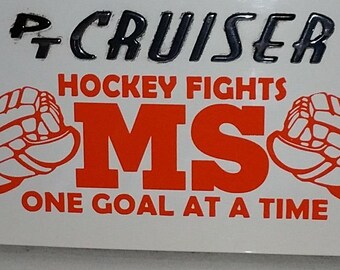 PT CRUISER
HOCKEY FIGHTS
MS
ONE GOAL AT A TIME